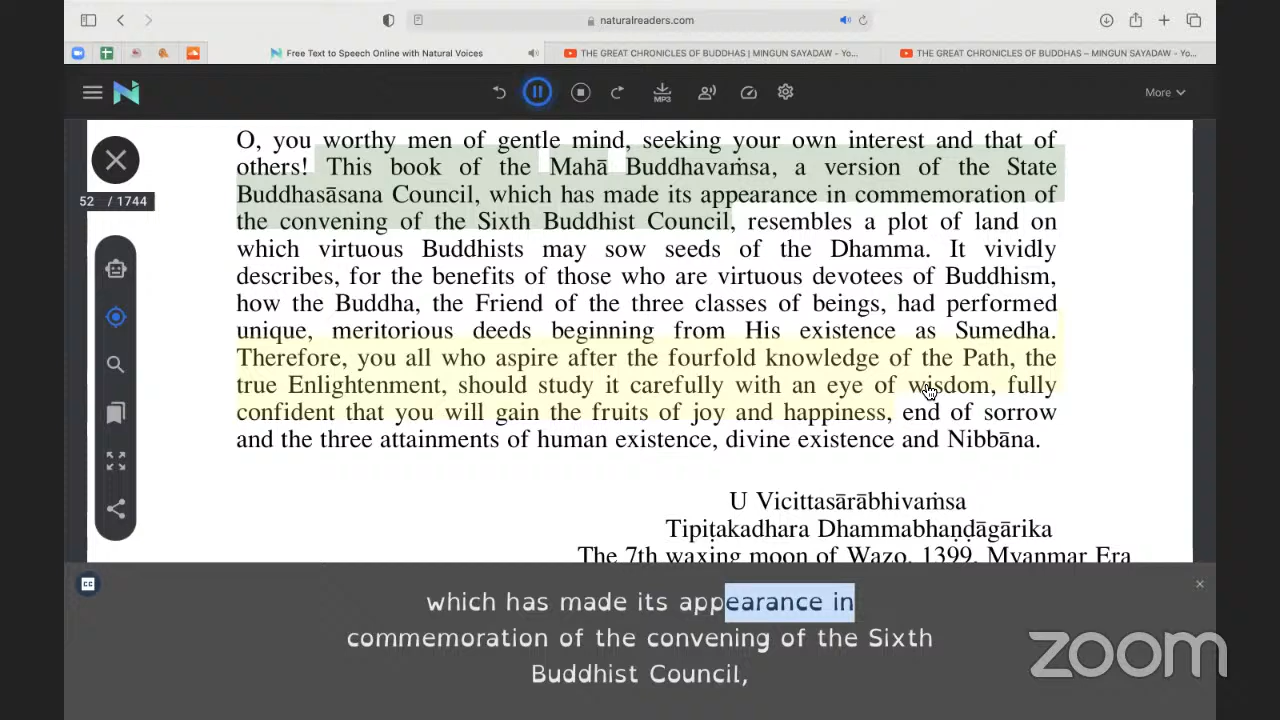 naturalreaders.com
Free Text to Speech Online with Natural Voices
THE GREAT CHRONICLES OF BUDDHAS | MINGUN SAYADAW - Yo...
THE GREAT CHRONICLES OF BUDDHAS – MINGUN SAYADAW - Yo...
MP3
More
52 / 1744
O, you worthy men of gentle mind, seeking your own interest and that of
others! This book of the Mahā Buddhavaṁsa, a version of the State
Buddhasāsana Council, which has made its appearance in commemoration of
the convening of the Sixth Buddhist Council, resembles a plot of land on
which virtuous Buddhists may sow seeds of the Dhamma. It vividly
describes, for the benefits of those who are virtuous devotees of Buddhism,
how the Buddha, the Friend of the three classes of beings, had performed
unique, meritorious deeds beginning from His existence as Sumedha.
Therefore, you all who aspire after the fourfold knowledge of the Path, the
true Enlightenment, should study it carefully with an eye of wisdom, fully
confident that you will gain the fruits of joy and happiness, end of sorrow
and the three attainments of human existence, divine existence and Nibbāna.
U Vicittasārābhivaṁsa
Tipiṭakadhara Dhammabhaṇḍāgārika
The 7th waxing moon of Wazo, 1399, Myanmar Era
CC
which has made its appearance in
commemoration of the convening of the Sixth
Buddhist Council,
zoom